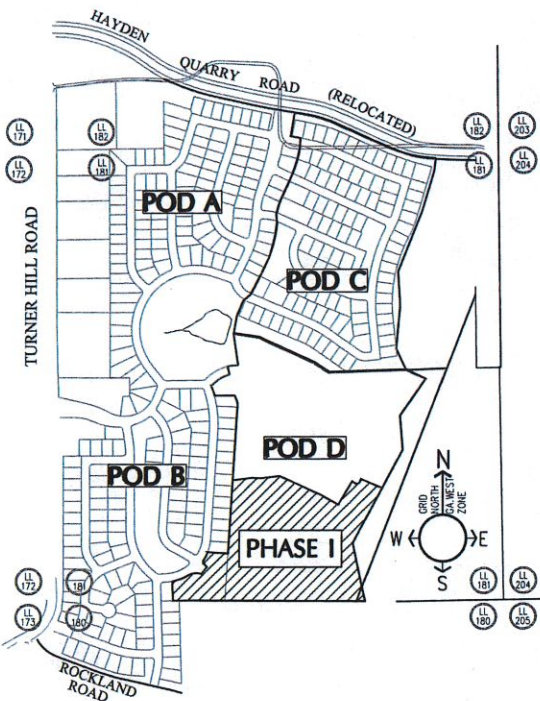 HAYDEN
QUARRY ROAD (RELOCATED)
LL 171
LL 182
LL 182
LL 203
LL 172
LL 181
LL 181
LL 204
POD A
TURNER HILL ROAD
POD C
POD D
POD B
N
GRID NORTH
GA.WEST ZONE
W
E
S
PHASE I
LL 172
181
LL 181
LL 204
LL 173
180
LL 180
LL 205
ROCKLAND
ROAD